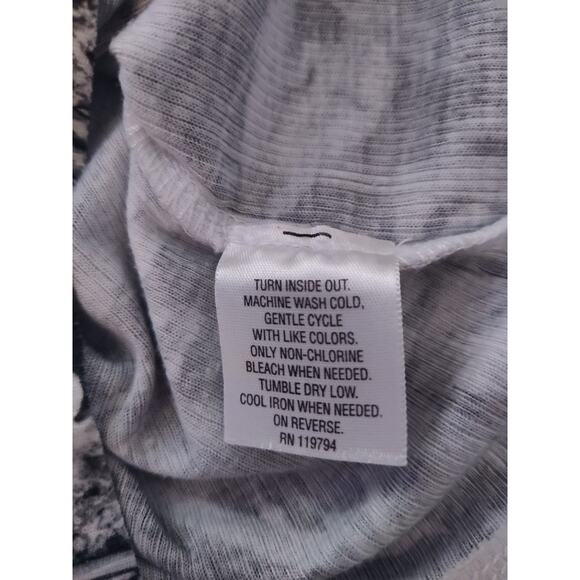 TURN INSIDE OUT.
MACHINE WASH COLD,
GENTLE CYCLE
WITH LIKE COLORS.
ONLY NON-CHLORINE
BLEACH WHEN NEEDED.
TUMBLE DRY LOW.
COOL IRON WHEN NEEDED.
ON REVERSE.
RN 119794